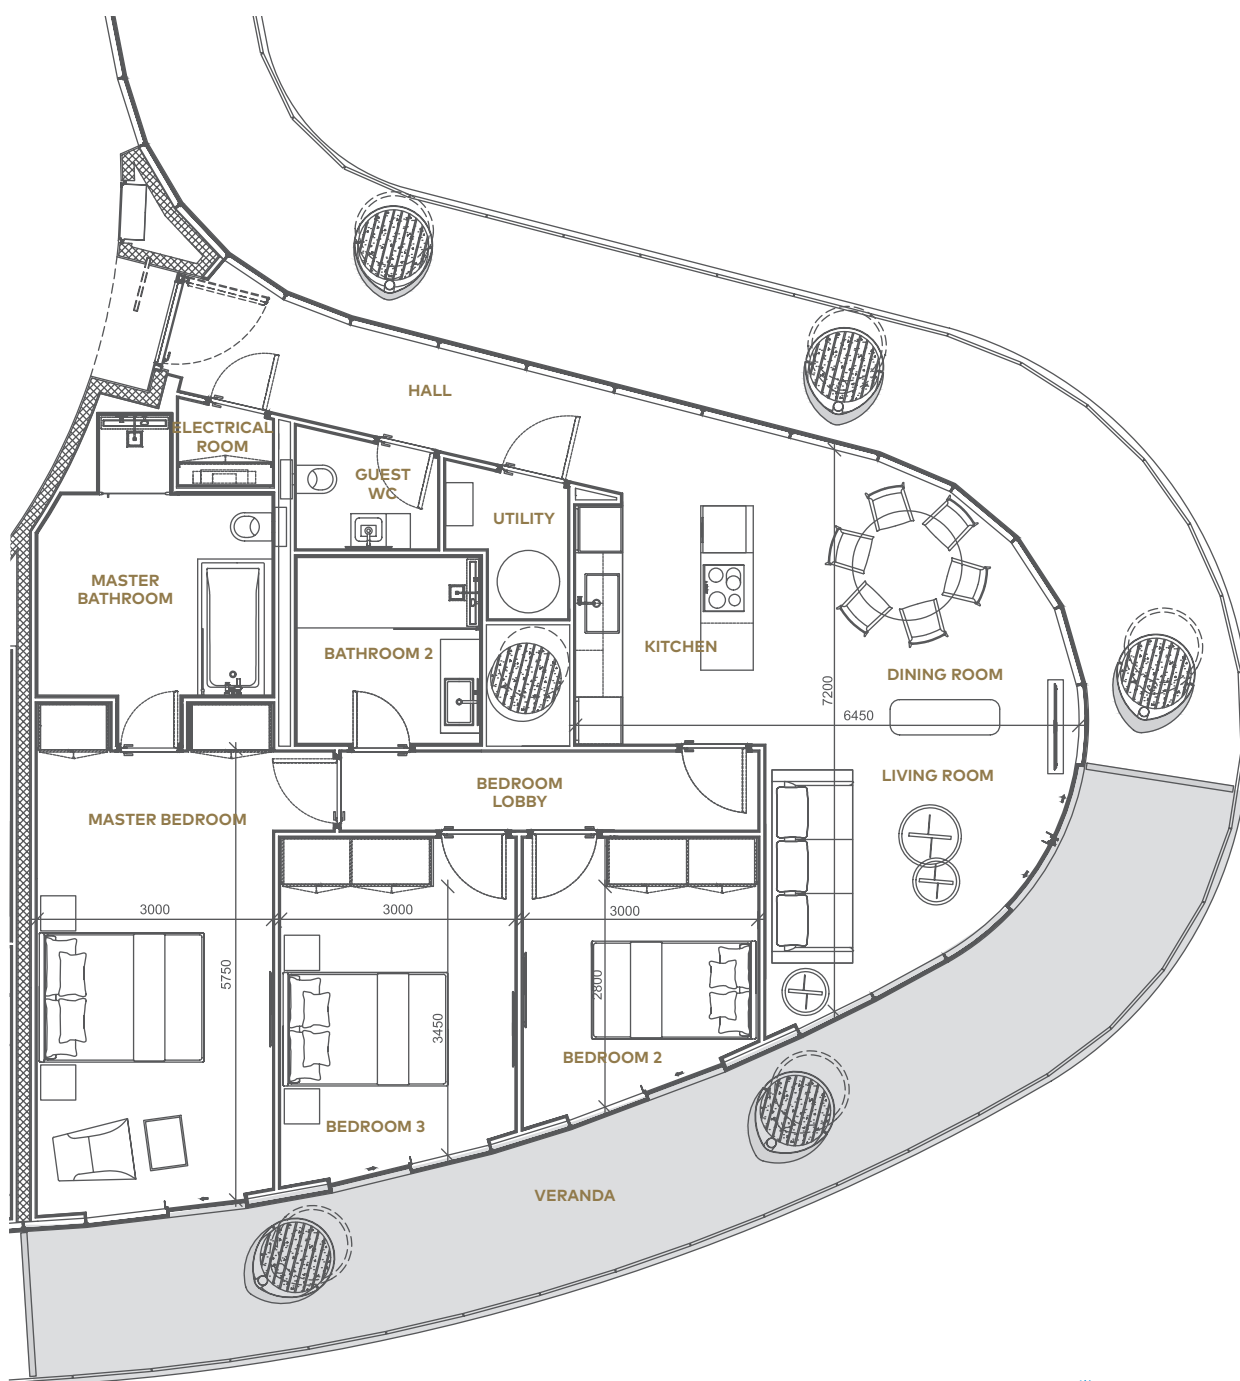 HALL
ELECTRICAL
ROOM
GUEST
WC
UTILITY
MASTER
BATHROOM
BATHROOM 2
KITCHEN
DINING ROOM
7200
6450
LIVING ROOM
BEDROOM
LOBBY
MASTER BEDROOM
3000
3000
3000
5750
2800
3450
BEDROOM 2
BEDROOM 3
VERANDA